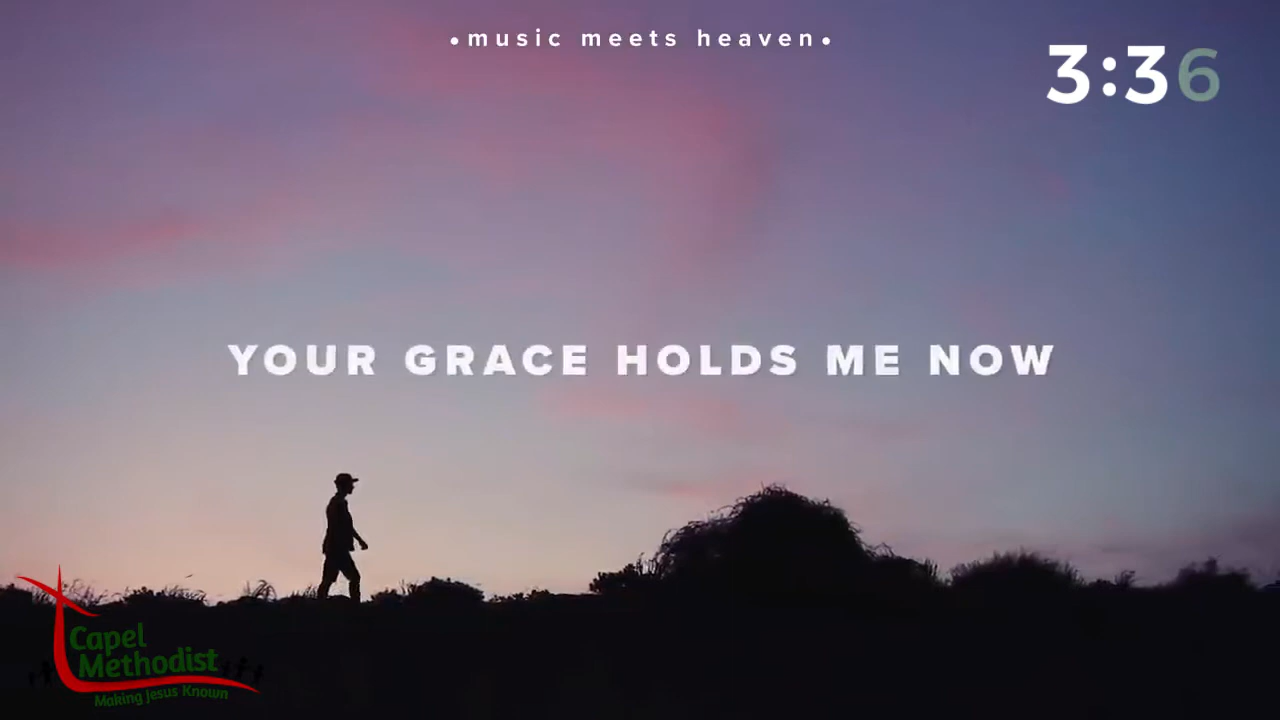 •music meets heaven•
3:36
YOUR GRACE HOLDS ME NOW
Capel
Methodist
Making Jesus Known